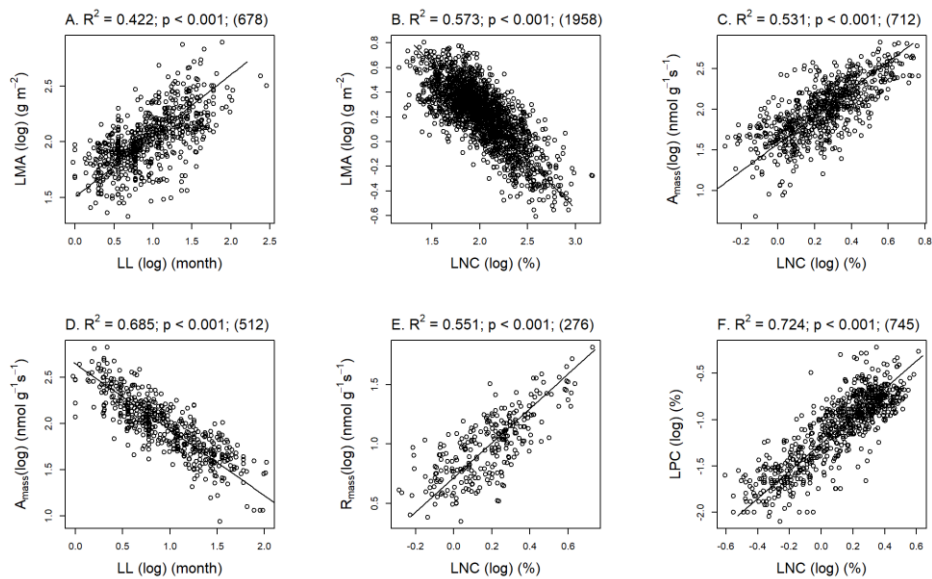 A. R² = 0.422; p < 0.001; (678)
LMA (log) (g m⁻²)
2.5
2.0
1.5
0.0 0.5 1.0 1.5 2.0 2.5
LL (log) (month)
B. R² = 0.573; p < 0.001; (1958)
LMA (log) (g m⁻²)
0.8
0.6
0.4
0.2
0.0
-0.2
-0.4
-0.6
1.5 2.0 2.5 3.0
LNC (log) (%)
C. R² = 0.531; p < 0.001; (712)
Amass(log) (nmol g⁻¹s⁻¹)
2.5
2.0
1.5
1.0
-0.2 0.0 0.2 0.4 0.6 0.8
LNC (log) (%)
D. R² = 0.685; p < 0.001; (512)
Amass(log) (nmol g⁻¹s⁻¹)
2.5
2.0
1.5
1.0
0.0 0.5 1.0 1.5 2.0
LL (log) (month)
E. R² = 0.551; p < 0.001; (276)
Rmass(log) (nmol g⁻¹s⁻¹)
1.5
1.0
0.5
-0.2 0.0 0.2 0.4 0.6
LNC (log) (%)
F. R² = 0.724; p < 0.001; (745)
LPC (log) (%)
-0.5
-1.0
-1.5
-2.0
-0.6 -0.4 -0.2 0.0 0.2 0.4 0.6
LNC (log) (%)